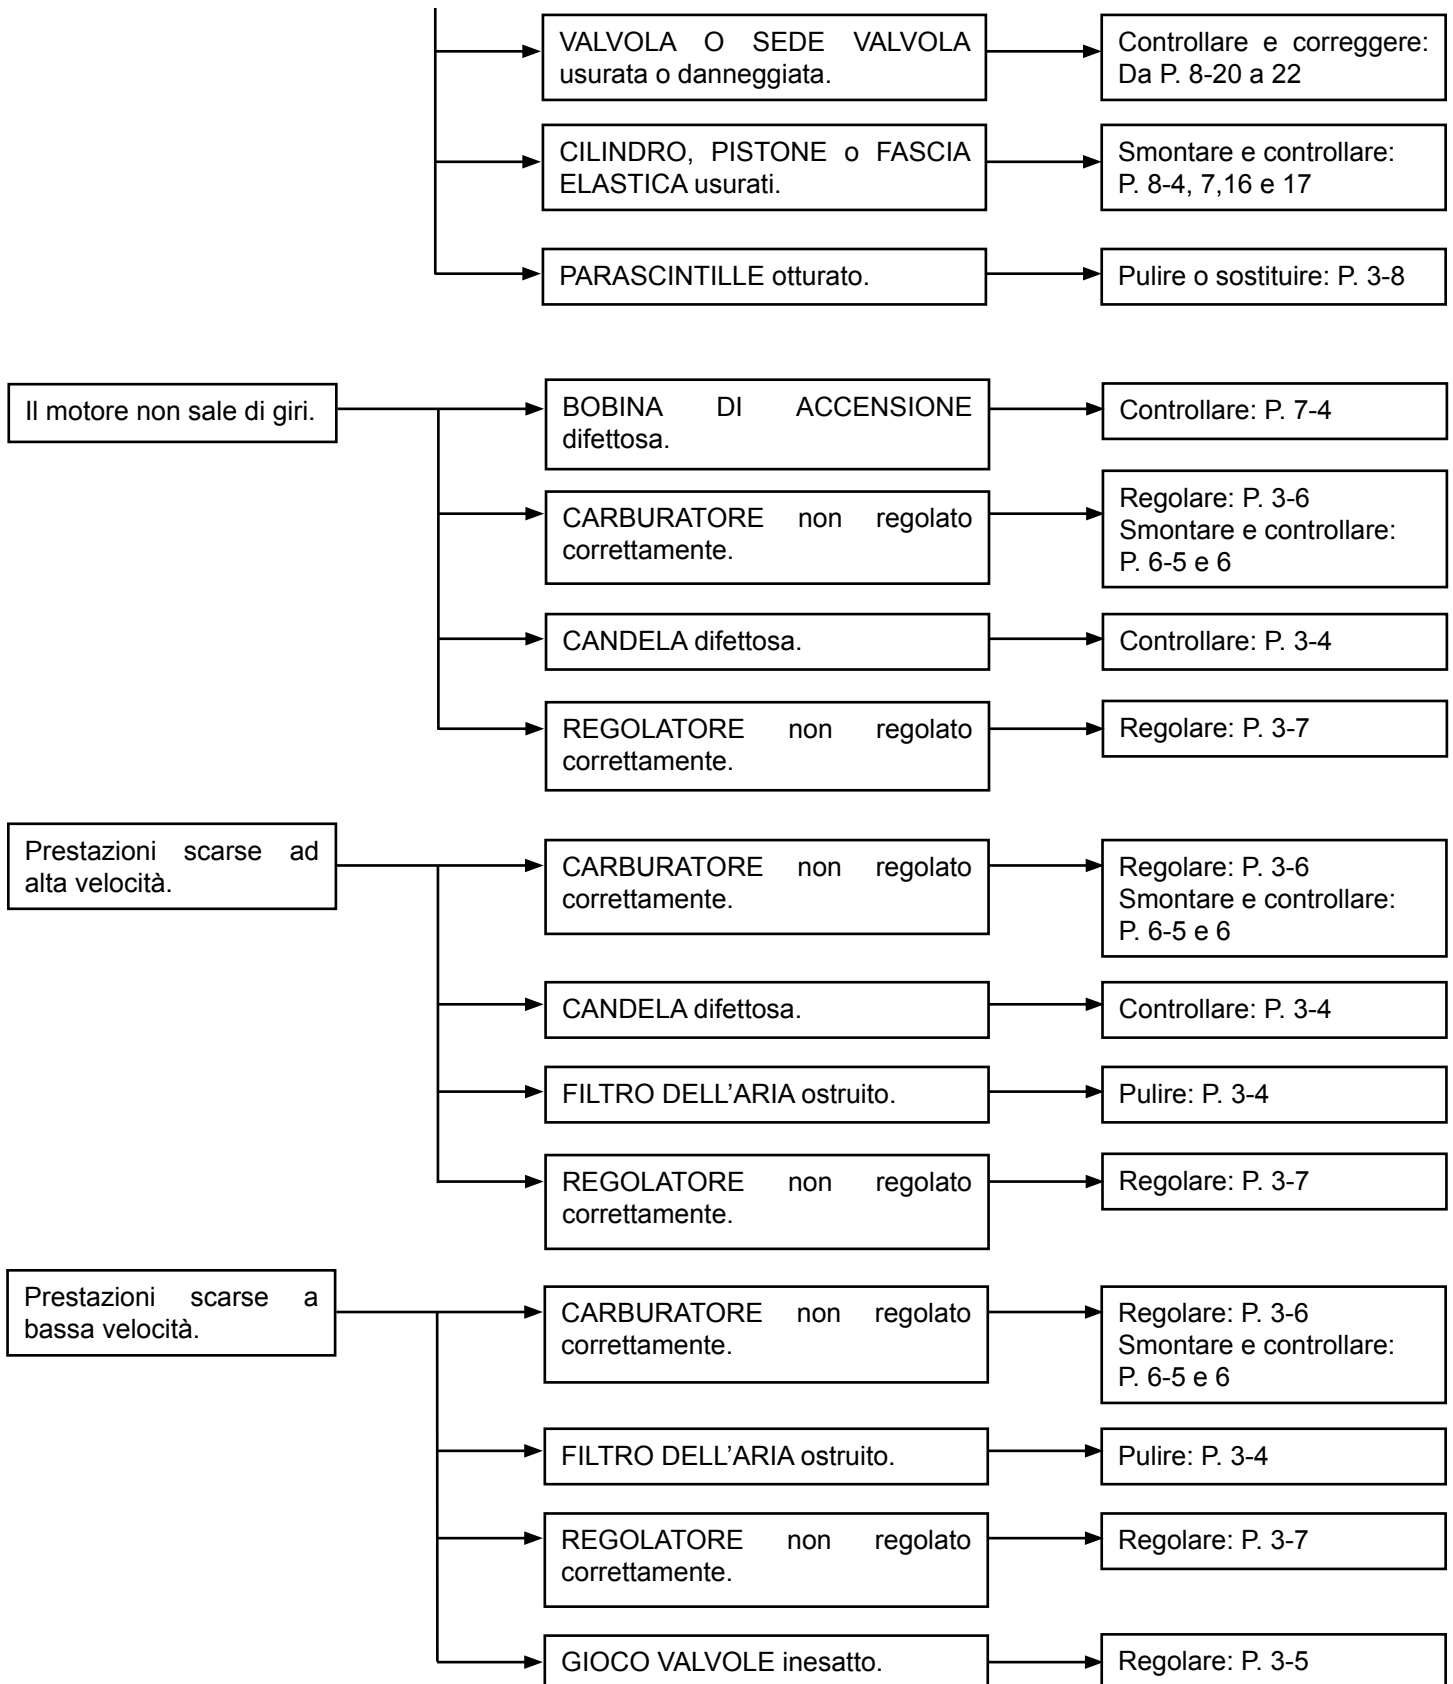 VALVOLA O SEDE VALVOLA
usurata o danneggiata.
Controllare e correggere:
Da P. 8-20 a 22
CILINDRO, PISTONE o FASCIA
ELASTICA usurati.
Smontare e controllare:
P. 8-4, 7,16 e 17
PARASCINTILLE otturato.
Pulire o sostituire: P. 3-8
Il motore non sale di giri.
BOBINA DI ACCENSIONE
difettosa.
Controllare: P. 7-4
CARBURATORE non regolato
correttamente.
Regolare: P. 3-6
Smontare e controllare:
P. 6-5 e 6
CANDELA difettosa.
Controllare: P. 3-4
REGOLATORE non regolato
correttamente.
Regolare: P. 3-7
Prestazioni scarse ad
alta velocità.
CARBURATORE non regolato
correttamente.
Regolare: P. 3-6
Smontare e controllare:
P. 6-5 e 6
CANDELA difettosa.
Controllare: P. 3-4
FILTRO DELL’ARIA ostruito.
Pulire: P. 3-4
REGOLATORE non regolato
correttamente.
Regolare: P. 3-7
Prestazioni scarse a
bassa velocità.
CARBURATORE non regolato
correttamente.
Regolare: P. 3-6
Smontare e controllare:
P. 6-5 e 6
FILTRO DELL’ARIA ostruito.
Pulire: P. 3-4
REGOLATORE non regolato
correttamente.
Regolare: P. 3-7
GIOCO VALVOLE inesatto.
Regolare: P. 3-5